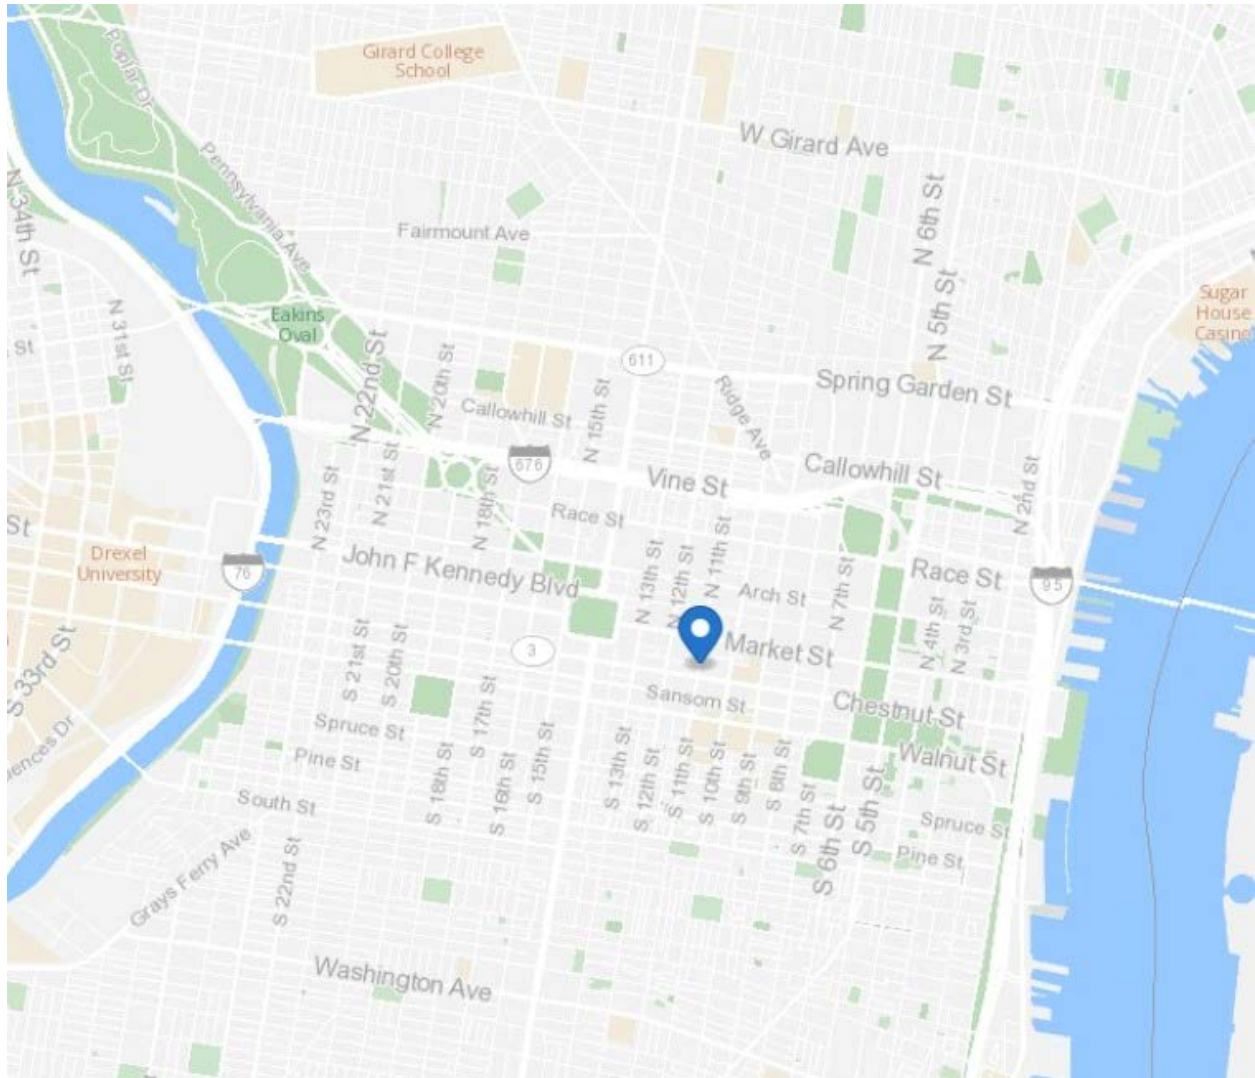 Poplar Dr
Girard College
School
W Girard Ave
Pennsylvania Ave
N 34th St
Fairmount Ave
N 6th St
N 31st St
Eakins
Oval
Sugar
House
Casino
N 5th St
St
N 22nd St
N 20th St
611
Spring Garden St
Callowhill St
N 15th St
Ridge Ave
676
Vine St
Callowhill St
N 23rd St
N 21st St
N 18th St
Race St
N 2nd St
St
Drexel
University
76
John F Kennedy Blvd
N 13th St
N 12th St
N 11th St
Arch St
N 7th St
Race St
95
S 33rd St
S 21st St
S 20th St
3
Market St
N 4th St
N 3rd St
Sansom St
Chestnut St
iences Dr
Spruce St
Pine St
S 17th St
Walnut St
South St
S 18th St
S 16th St
S 15th St
S 13th St
S 12th St
S 11th St
S 10th St
S 9th St
S 8th St
S 7th St
S 6th St
S 5th St
Spruce St
Pine St
Grays Ferry Ave
S 22nd St
Washington Ave